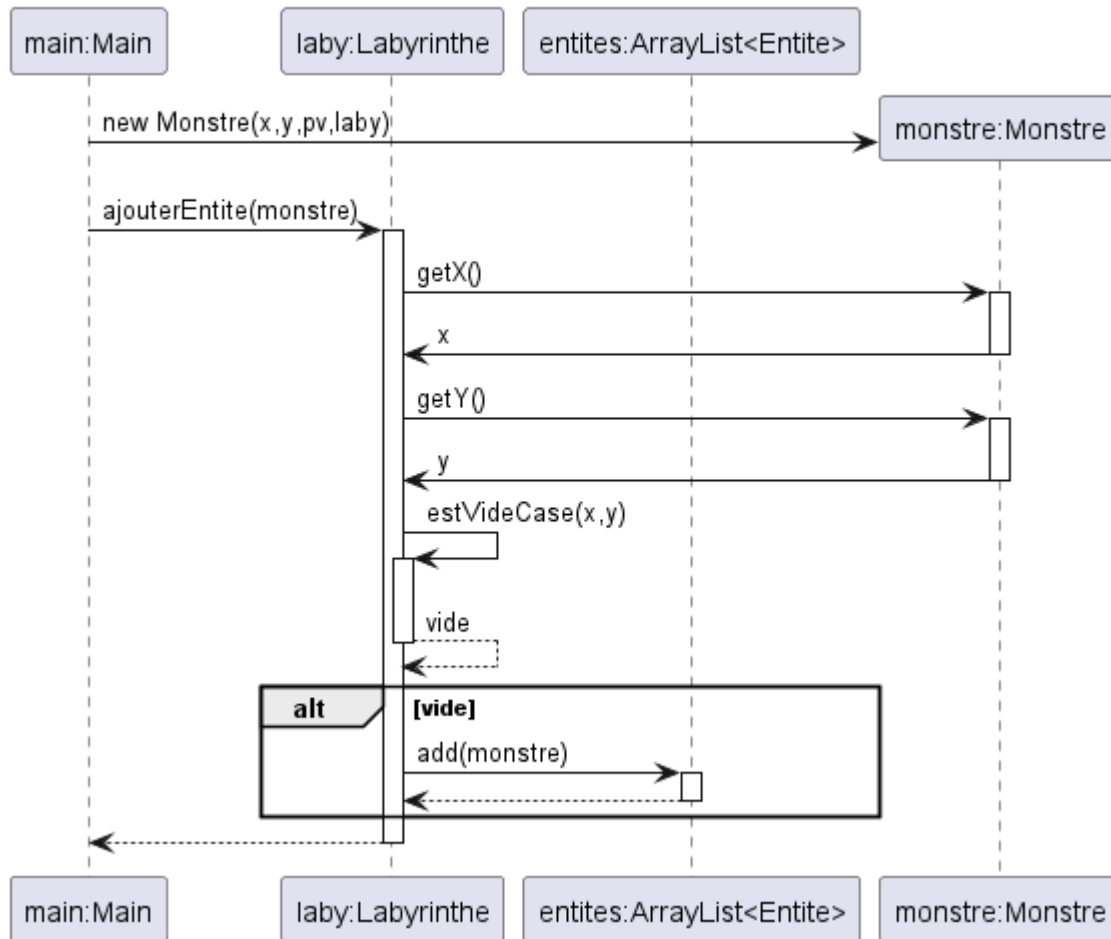 main:Main
laby:Labyrinthe
entites:ArrayList<Entite>
new Monstre(x,y,pv,laby)
monstre:Monstre
ajouterEntite(monstre)
getX()
x
getY()
y
estVideCase(x,y)
vide
alt
[vide]
add(monstre)
main:Main
laby:Labyrinthe
entites:ArrayList<Entite>
monstre:Monstre